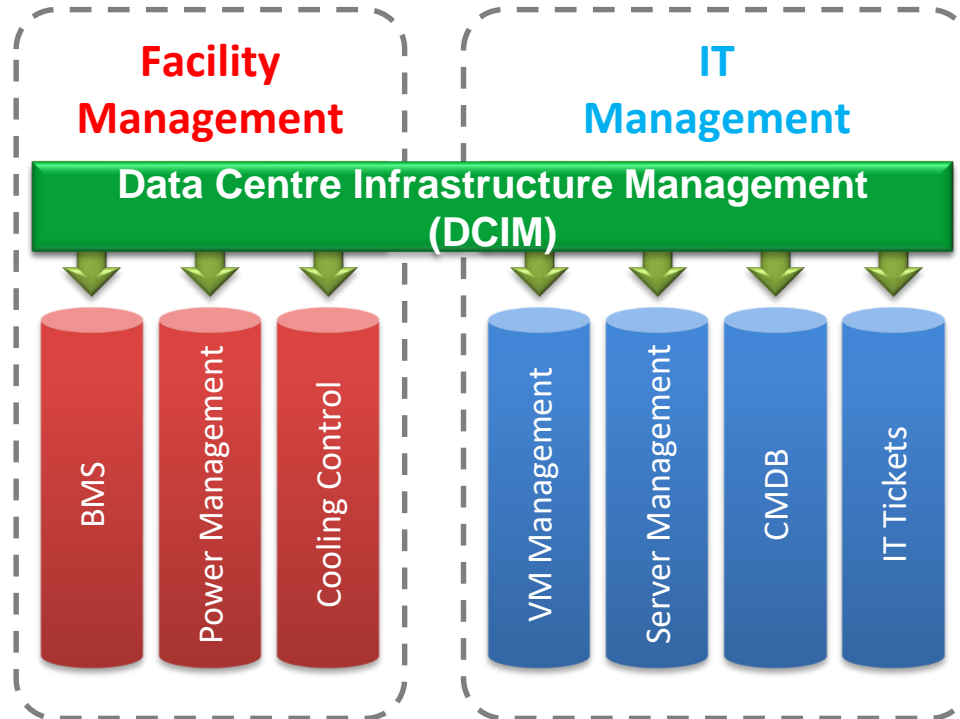 Facility
Management
IT
Management
Data Centre Infrastructure Management
(DCIM)
BMS
Power Management
Cooling Control
VM Management
Server Management
CMDB
IT Tickets